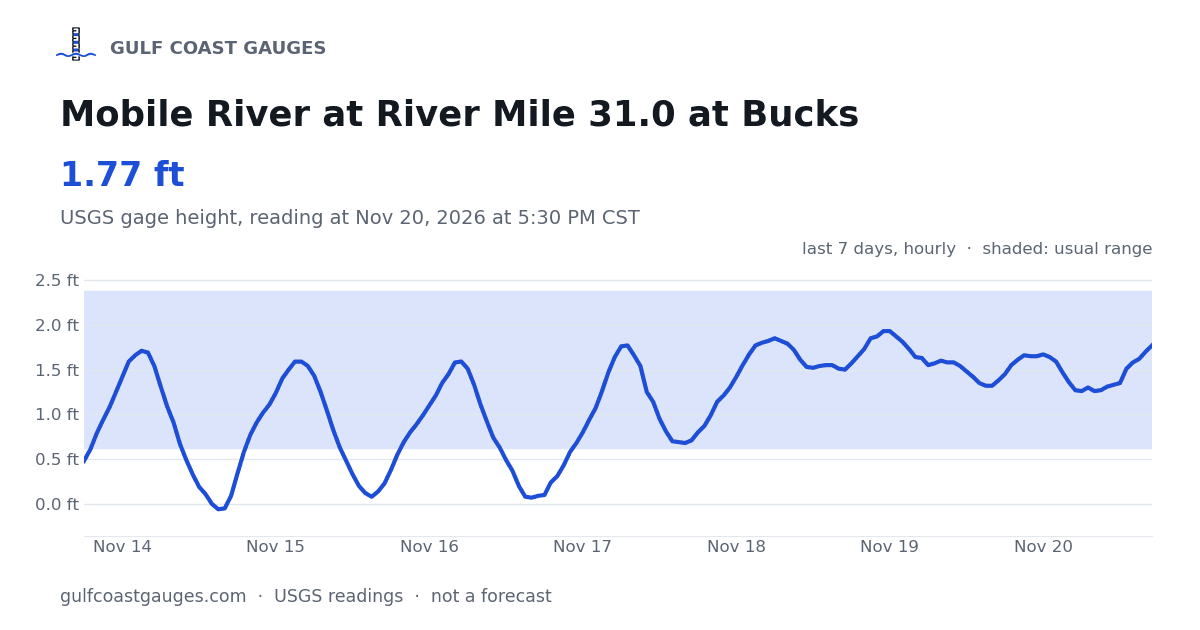 GULF COAST GAUGES
Mobile River at River Mile 31.0 at Bucks
1.77 ft
USGS gage height, reading at Nov 20, 2026 at 5:30 PM CST
last 7 days, hourly · shaded: usual range
2.5 ft
2.0 ft
1.5 ft
1.0 ft
0.5 ft
0.0 ft
Nov 14 Nov 15 Nov 16 Nov 17 Nov 18 Nov 19 Nov 20
gulfcoastgauges.com · USGS readings · not a forecast